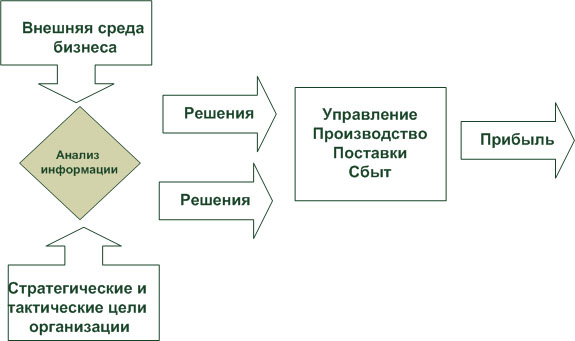 Внешняя среда
бизнеса
Анализ
информации
Стратегические и
тактические цели
организации
Решения
Решения
Управление
Производство
Поставки
Сбыт
Прибыль